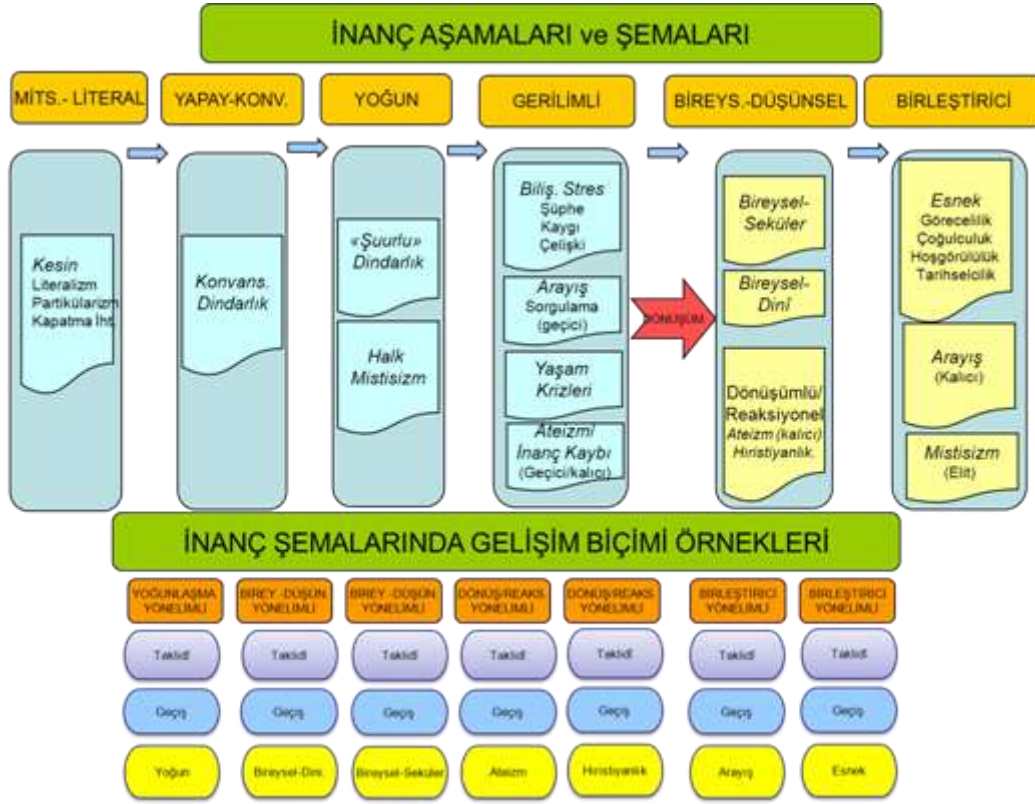 İNANÇ AŞAMALARI ve ŞEMALARI
MİTS.- LİTERAL
YAPAY-KONV.
YOĞUN
GERİLİMLİ
BİREYS.-DÜŞÜNSEL
BİRLEŞTİRİCİ
Kesin
Literalizm
Partikülarizm
Kapatma İht.
Konvans.
Dindarlık
«Şuurlu»
Dindarlık
Halk
Mistisizm
Biliş. Stres
Şüphe
Kaygı
Çelişki
Arayış
Sorgulama
(geçici)
Yaşam
Krizleri
Ateizm/
İnanç Kaybı
(Geçici/kalıcı)
DÖNÜŞÜM
Bireysel-
Seküler
Bireysel-
Dinî
Dönüşümlü/
Reaksiyonel
Ateizm (kalıcı)
Hıristiyanlık.
Esnek
Görecelilik
Çoğulculuk
Hoşgörülülük
Tarihselcilik
Arayış
(Kalıcı)
Mistisizm
(Elit)
İNANÇ ŞEMALARINDA GELİŞİM BİÇİMİ ÖRNEKLERİ
YOĞUNLAŞMA
YÖNELİMLİ
BİREY -DÜŞÜN.
YÖNELİMLİ
BİREY -DÜŞÜN
YÖNELİMLİ
DÖNÜŞ/REAKS.
YÖNELİMLİ
DÖNÜŞ/REAKS.
YÖNELİMLİ
BİRLEŞTİRİCİ
YÖNELİMLİ
BİRLEŞTİRİCİ
YÖNELİMLİ
Taklidî
Taklidî
Taklidî
Taklidî
Taklidî
Taklidî
Taklidî
Geçiş
Geçiş
Geçiş
Geçiş
Geçiş
Geçiş
Geçiş
Yoğun
Bireysel-Dini.
Bireysel-Seküler
Ateizm
Hıristiyanlık
Arayış
Esnek